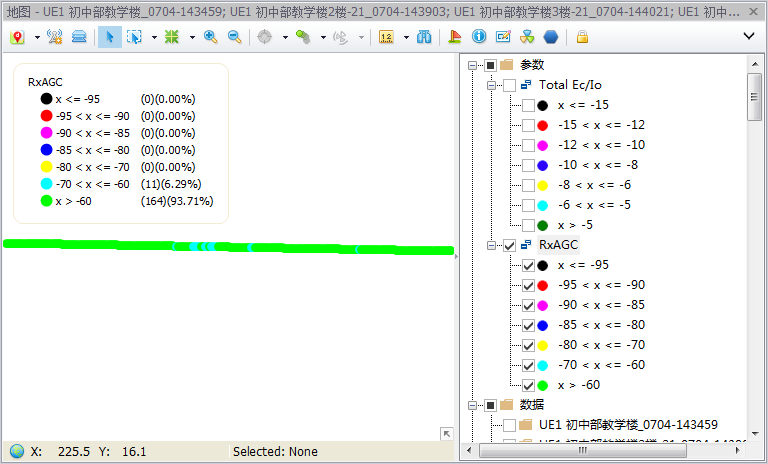 地图 - UE1 初中部教学楼_0704-143459; UE1 初中部教学楼2楼-21_0704-143903; UE1 初中部教学楼3楼-21_0704-144021; UE1 初中...
RxAGC
x <= -95 (0)(0.00%)
-95 < x <= -90 (0)(0.00%)
-90 < x <= -85 (0)(0.00%)
-85 < x <= -80 (0)(0.00%)
-80 < x <= -70 (0)(0.00%)
-70 < x <= -60 (11)(6.29%)
x > -60 (164)(93.71%)
X: 225.5 Y: 16.1 Selected: None
12
参数
Total Ec/Io
x <= -15
-15 < x <= -12
-12 < x <= -10
-10 < x <= -8
-8 < x <= -6
-6 < x <= -5
x > -5
RxAGC
x <= -95
-95 < x <= -90
-90 < x <= -85
-85 < x <= -80
-80 < x <= -70
-70 < x <= -60
x > -60
数据
UE1 初中部教学楼_0704-143459